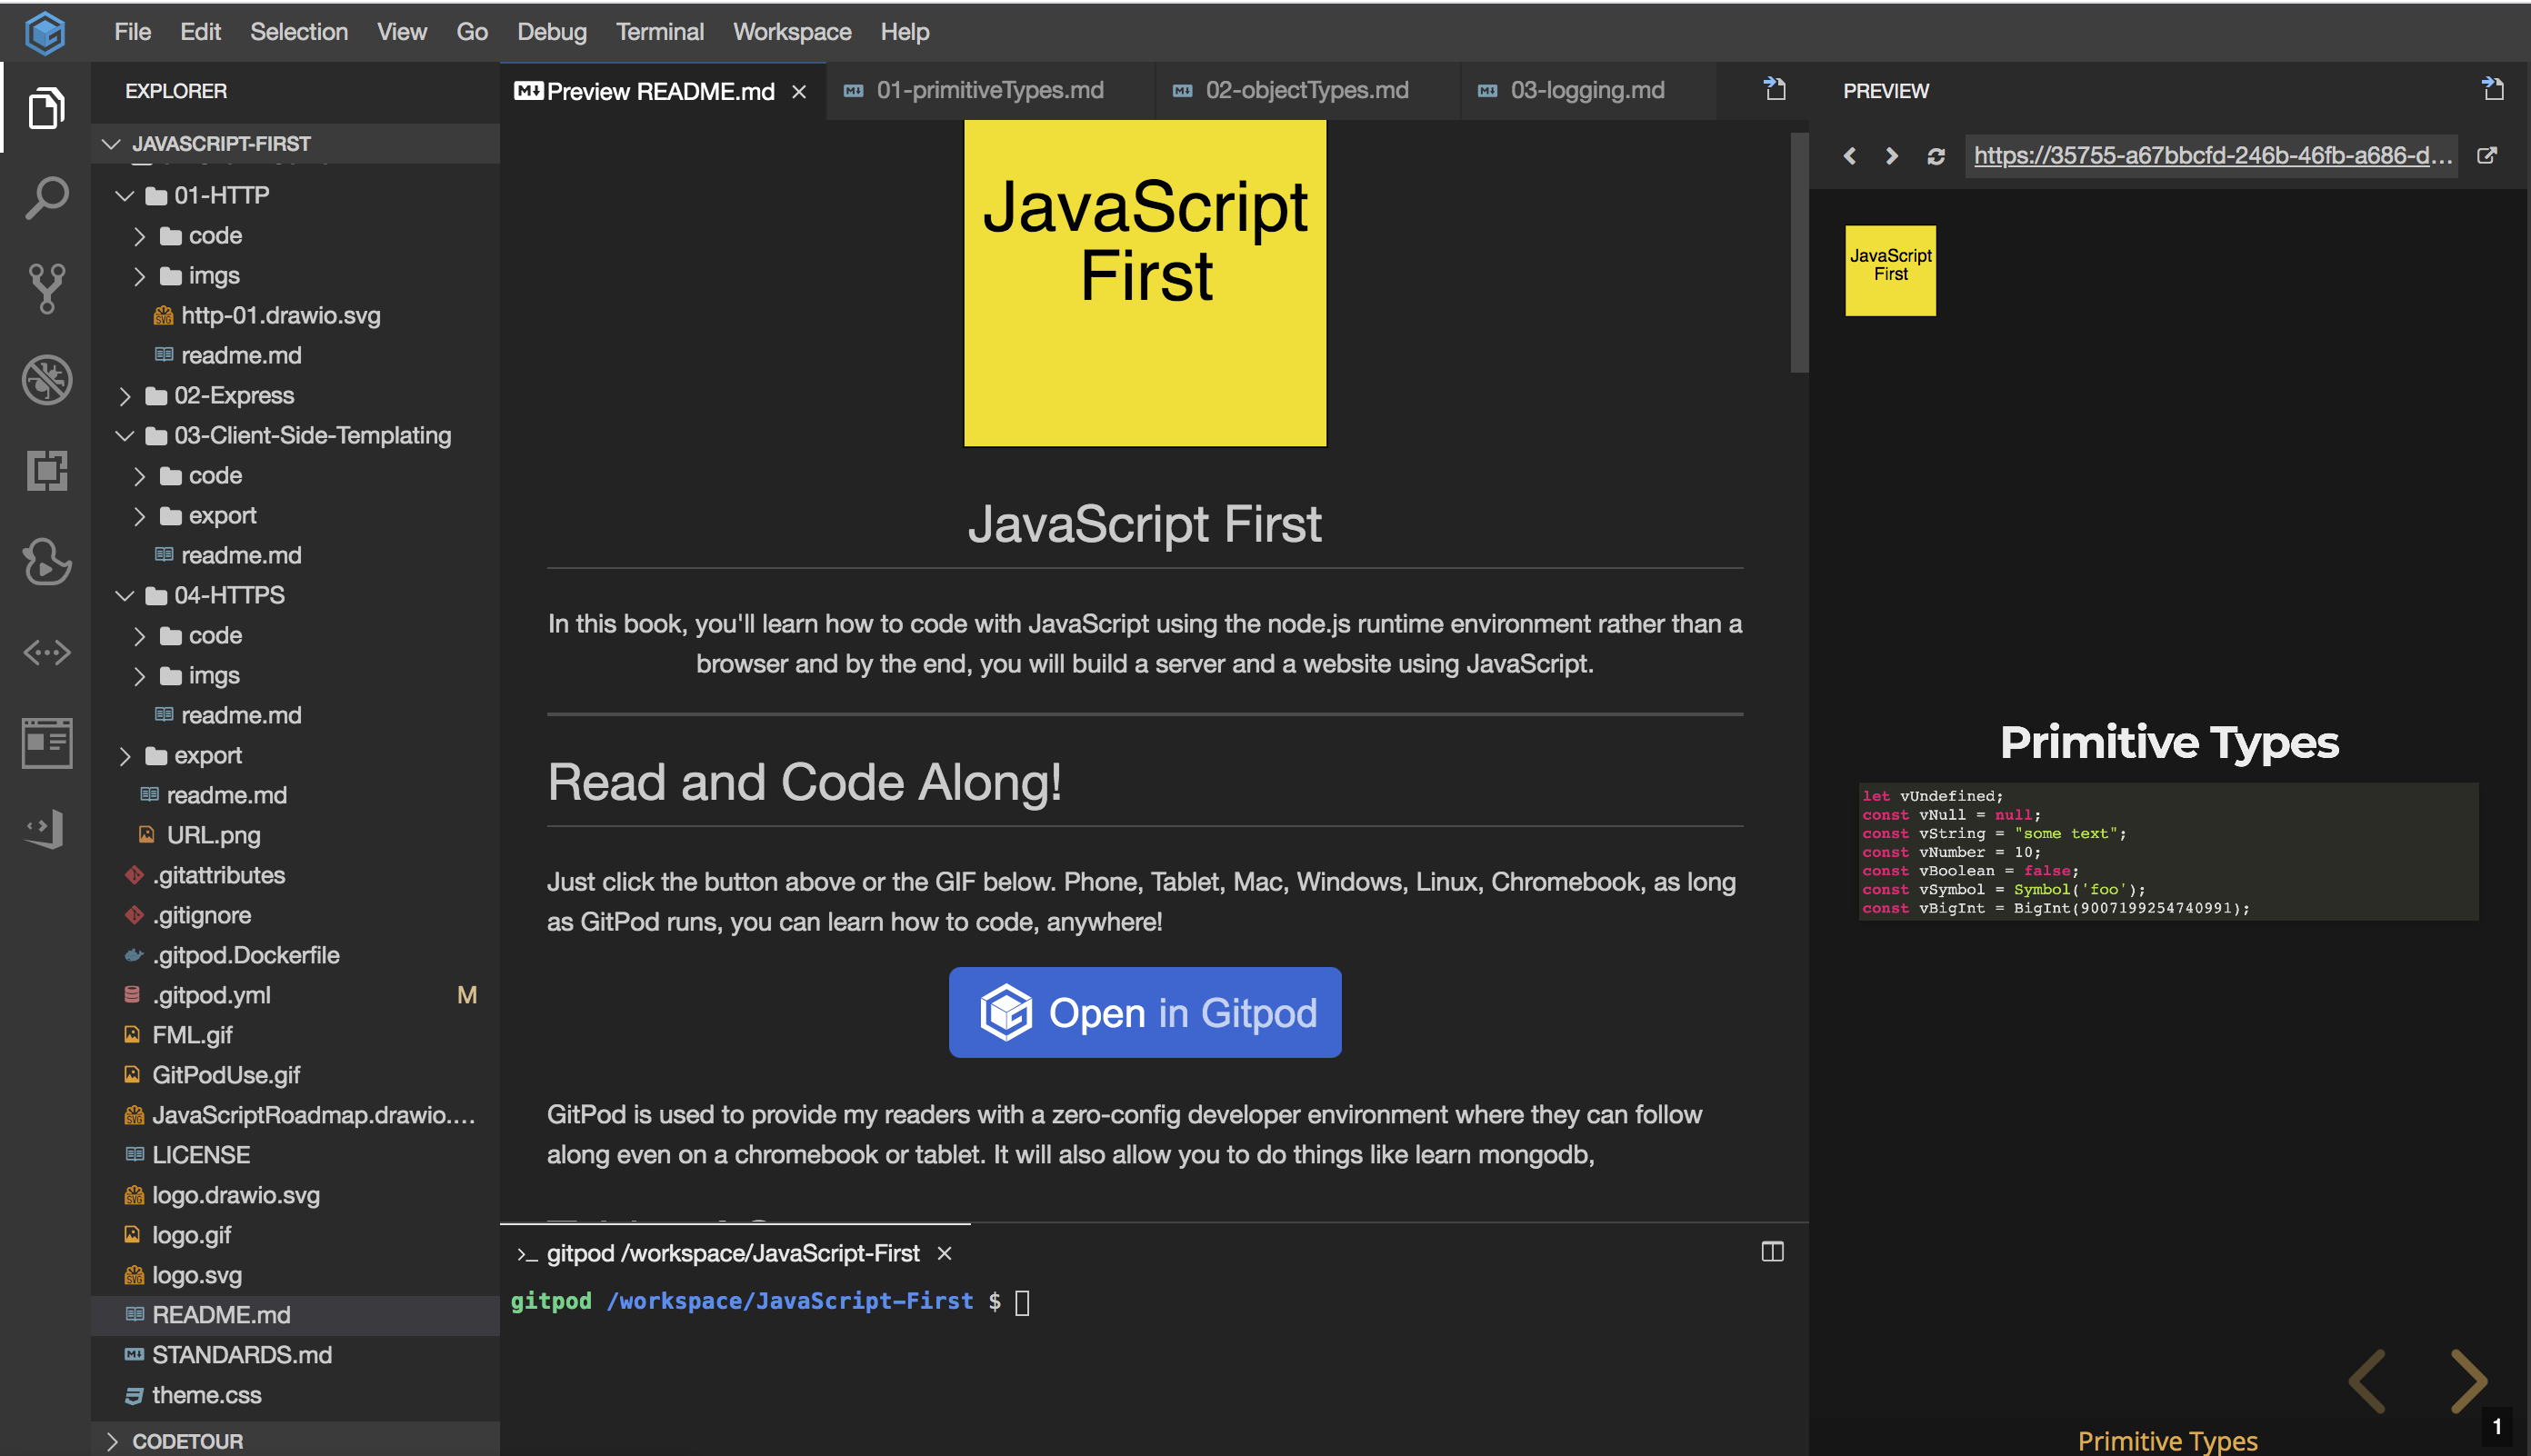 File Edit Selection View Go Debug Terminal Workspace Help
EXPLORER
JAVASCRIPT-FIRST
01-HTTP
code
imgs
http-01.drawio.svg
readme.md
02-Express
03-Client-Side-Templating
code
export
readme.md
04-HTTPS
code
imgs
readme.md
export
readme.md
URL.png
.gitattributes
.gitignore
.gitpod.Dockerfile
.gitpod.yml M
FML.gif
GitPodUse.gif
JavaScriptRoadmap.drawio....
LICENSE
logo.drawio.svg
logo.gif
logo.svg
README.md
STANDARDS.md
theme.css
CODETOUR
Preview README.md × 01-primitiveTypes.md 02-objectTypes.md 03-logging.md
JavaScript
First
JavaScript First
In this book, you'll learn how to code with JavaScript using the node.js runtime environment rather than a
browser and by the end, you will build a server and a website using JavaScript.
Read and Code Along!
Just click the button above or the GIF below. Phone, Tablet, Mac, Windows, Linux, Chromebook, as long
as GitPod runs, you can learn how to code, anywhere!
Open in Gitpod
GitPod is used to provide my readers with a zero-config developer environment where they can follow
along even on a chromebook or tablet. It will also allow you to do things like learn mongodb,
>_ gitpod /workspace/JavaScript-First ×
gitpod /workspace/JavaScript-First $
PREVIEW
https://35755-a67bbcfd-246b-46fb-a686-d...
JavaScript
First
Primitive Types
let vUndefined;
const vNull = null;
const vString = "some text";
const vNumber = 10;
const vBoolean = false;
const vSymbol = Symbol('foo');
const vBigInt = BigInt(9007199254740991);
1
Primitive Types